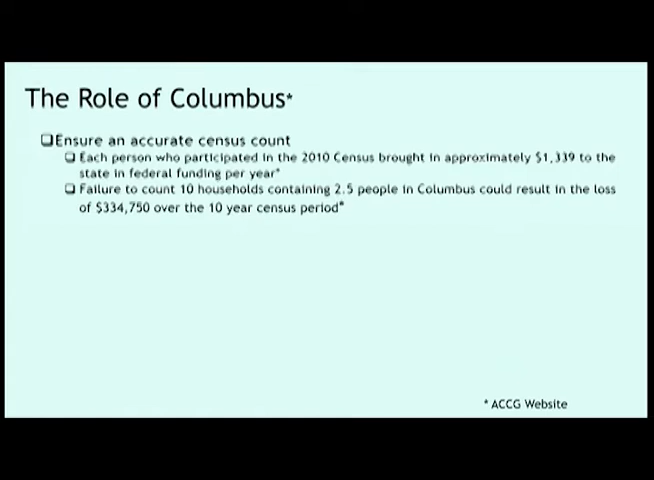 The Role of Columbus*
❑Ensure an accurate census count
❑ Each person who participated in the 2010 Census brought in approximately $1,339 to the
state in federal funding per year*
❑ Failure to count 10 households containing 2.5 people in Columbus could result in the loss
of $334,750 over the 10 year census period*
* ACCG Website